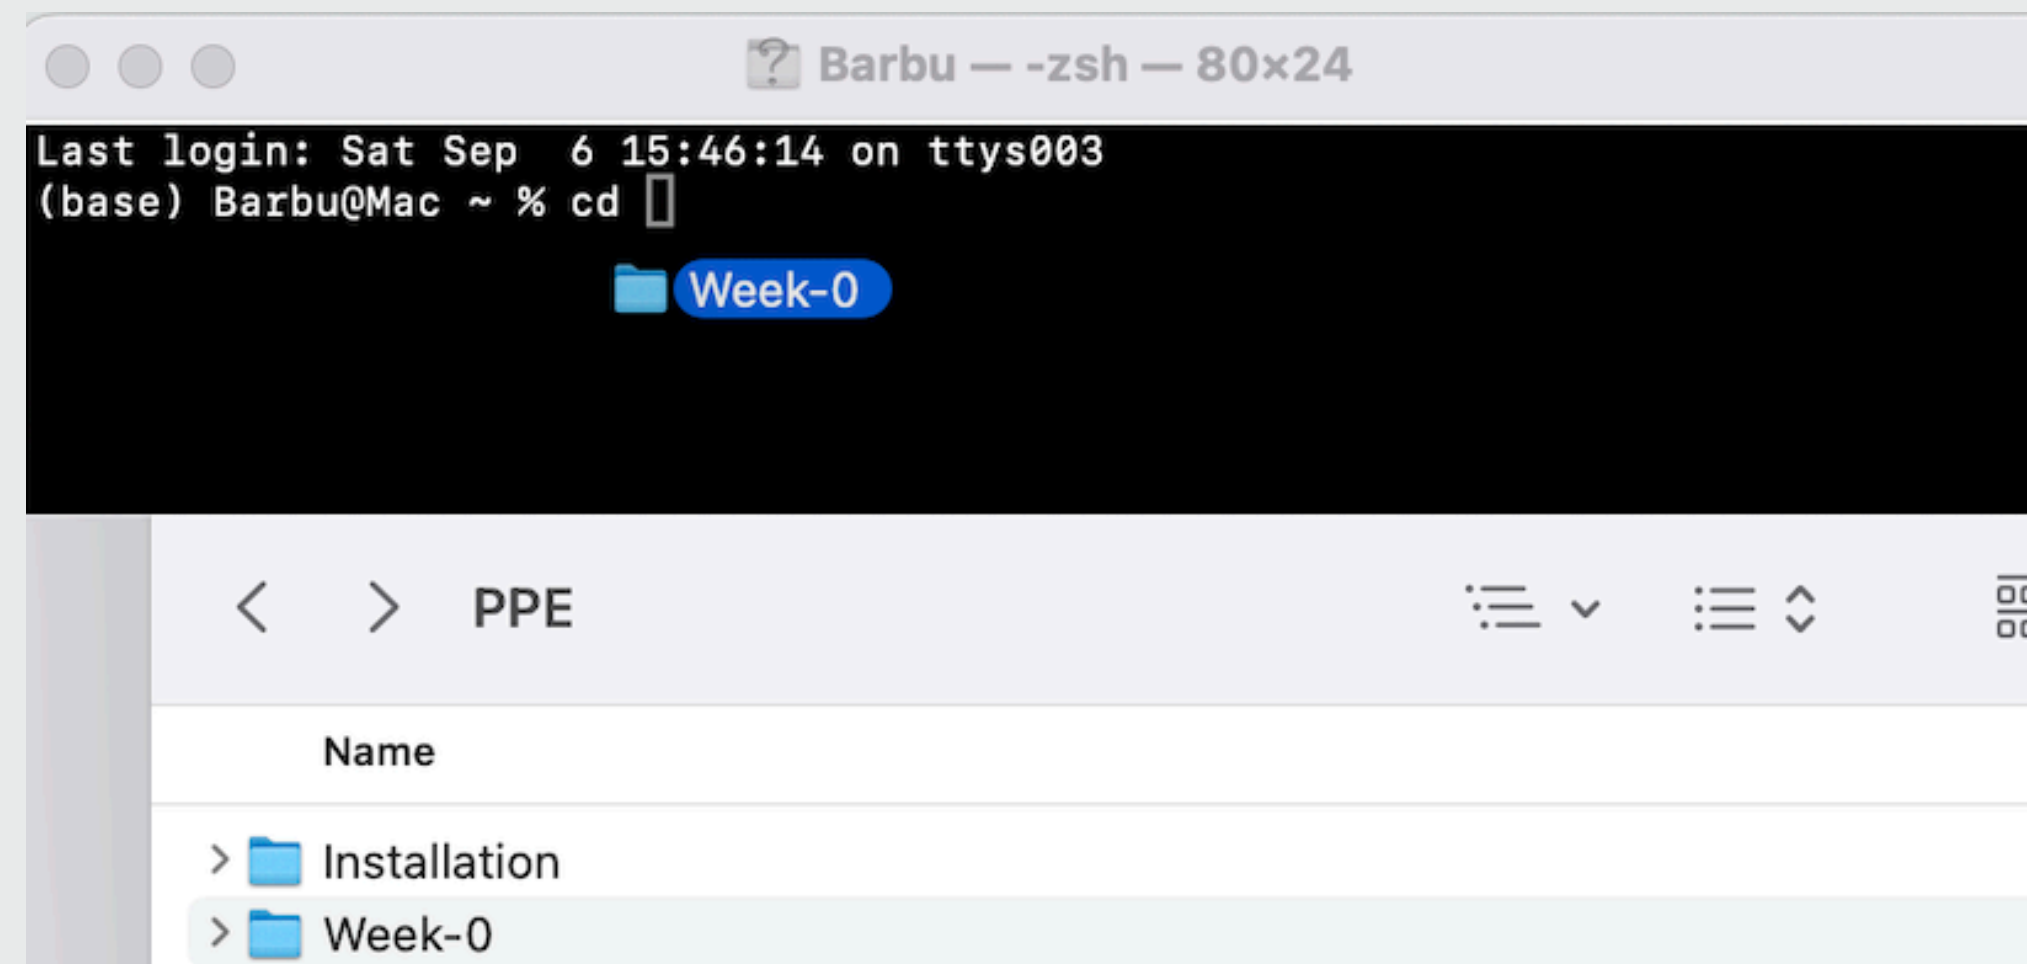 Barbu — -zsh — 80×24
Last login: Sat Sep  6 15:46:14 on ttys003
(base) Barbu@Mac ~ % cd
Week-0
PPE
Name
Installation
Week-0